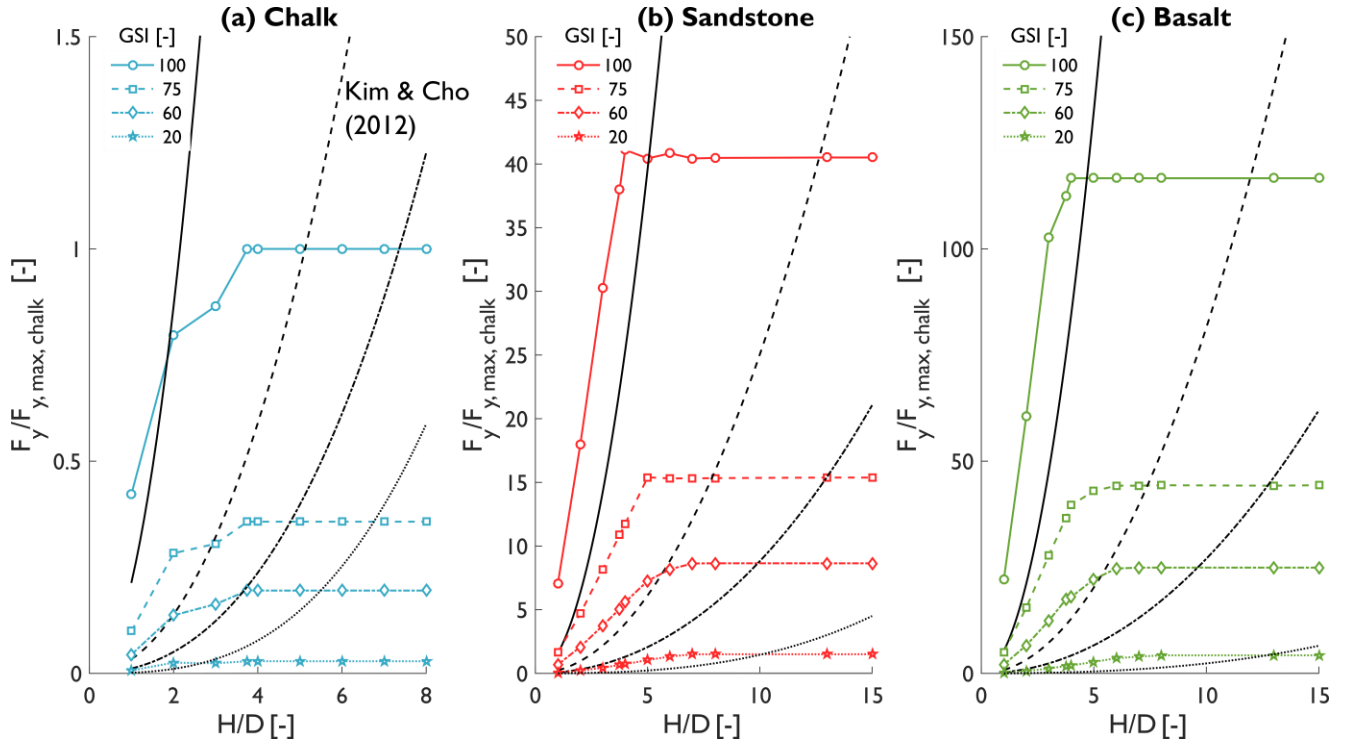 (a) Chalk
GSI [-]
100
75
60
20
Kim & Cho
(2012)
1.5
1
0.5
0
F_y/F_y, max, chalk [-]
0 2 4 6 8
H/D [-]
(b) Sandstone
GSI [-]
100
75
60
20
50
45
40
35
30
25
20
15
10
5
0
F_y/F_y, max, chalk [-]
0 5 10 15
H/D [-]
(c) Basalt
GSI [-]
100
75
60
20
150
100
50
0
F_y/F_y, max, chalk [-]
0 5 10 15
H/D [-]